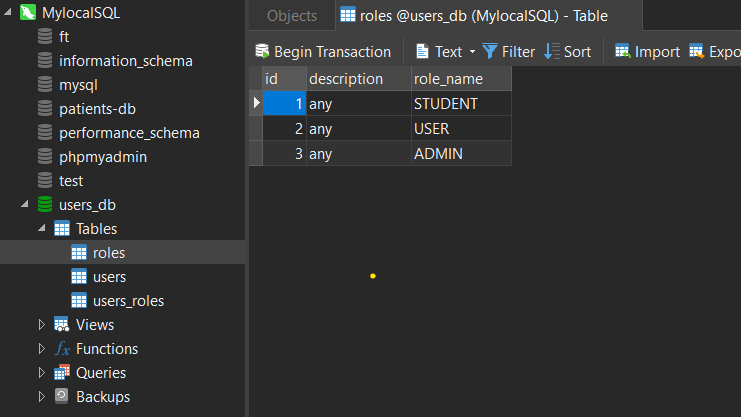 MylocalSQL
ft
information_schema
mysql
patients-db
performance_schema
phpmyadmin
test
users_db
Tables
roles
users
users_roles
Views
fx Functions
Queries
Backups
Objects roles @users_db (MylocalSQL) - Table
Begin Transaction Text Filter Sort Import Expo
id description role_name
1 any STUDENT
2 any USER
3 any ADMIN